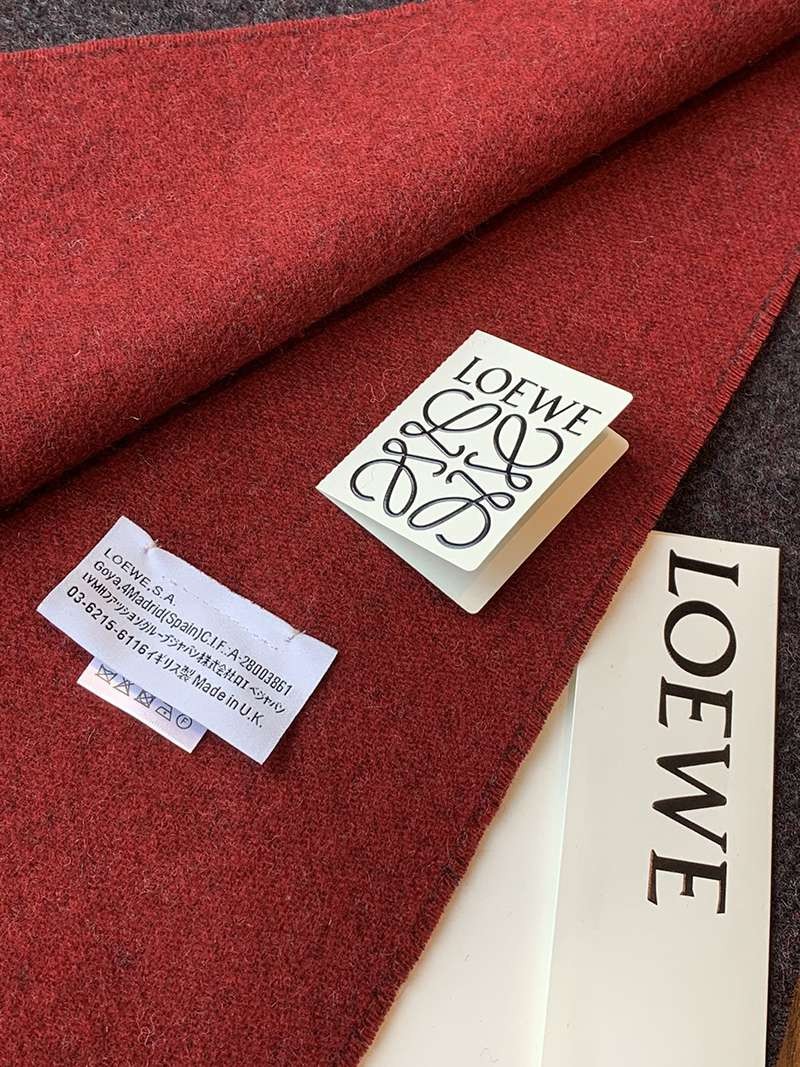 LOEWE
LOEWE, S.A.
Goya,4Madrid(Spain)C.I.F.:A-28003861
LVMHファッショングループジャパン株式会社ロエベジャパン
03-6215-6116イギリス製 Made in U.K.
LOEWE